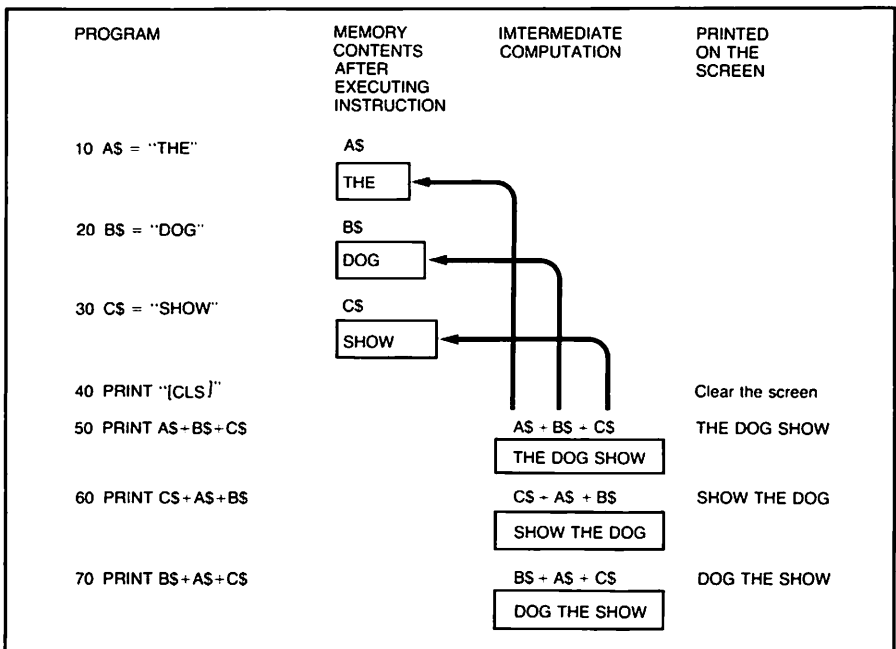 PROGRAM
MEMORY
CONTENTS
AFTER
EXECUTING
INSTRUCTION
IMTERMEDIATE
COMPUTATION
PRINTED
ON THE
SCREEN
10 A$ = "THE"
A$
THE
20 B$ = "DOG"
B$
DOG
30 C$ = "SHOW"
C$
SHOW
40 PRINT "[CLS]"
Clear the screen
50 PRINT A$+B$+C$
A$ + B$ + C$
THE DOG SHOW
THE DOG SHOW
60 PRINT C$+A$+B$
C$ + A$ + B$
SHOW THE DOG
SHOW THE DOG
70 PRINT B$+A$+C$
B$ + A$ + C$
DOG THE SHOW
DOG THE SHOW